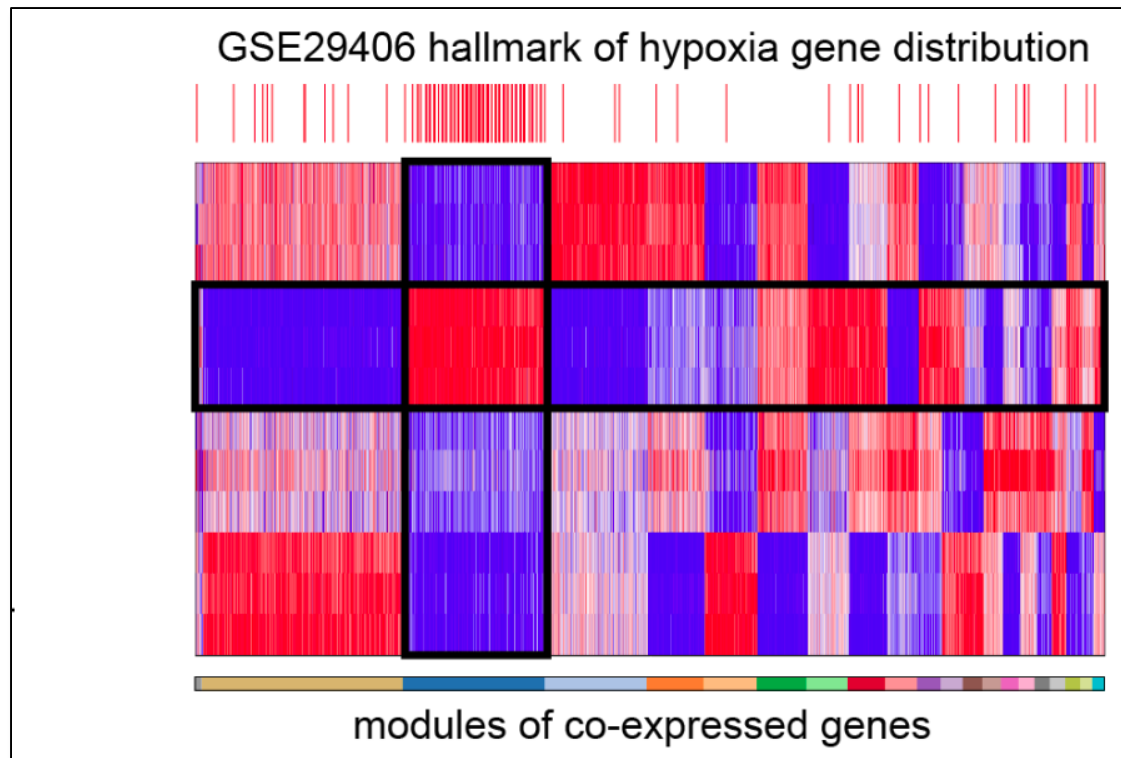 GSE29406 hallmark of hypoxia gene distribution
modules of co-expressed genes